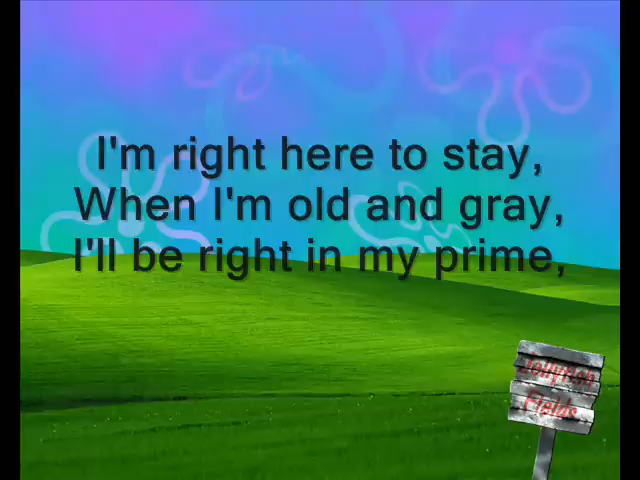 I'm right here to stay,
When I'm old and gray,
I'll be right in my prime,
Jellyfish
Fields